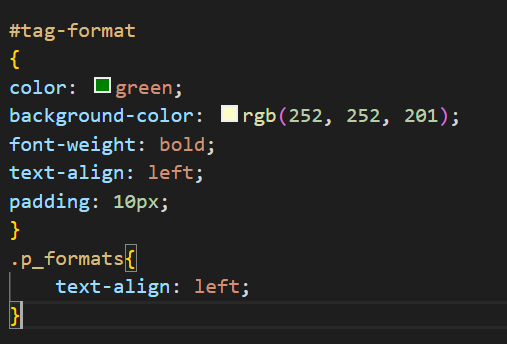 #tag-format
{
color: green;
background-color: rgb(252, 252, 201);
font-weight: bold;
text-align: left;
padding: 10px;
}
.p_formats{
    text-align: left;
}